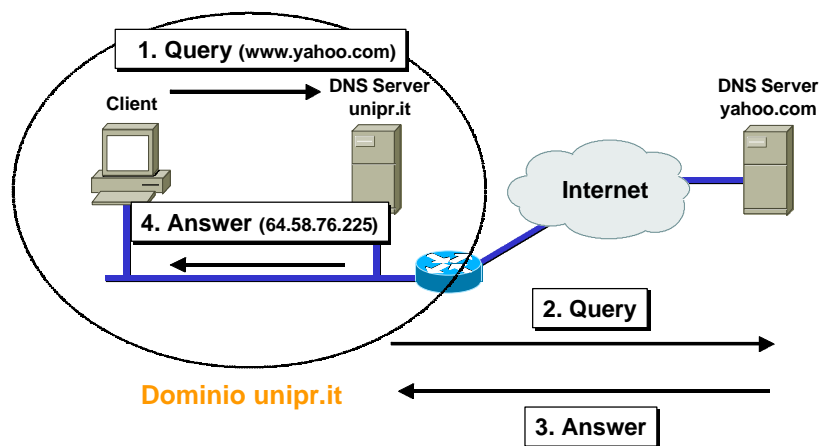 1. Query (www.yahoo.com)
DNS Server
unipr.it
Client
DNS Server
yahoo.com
Internet
4. Answer (64.58.76.225)
2. Query
Dominio unipr.it
3. Answer